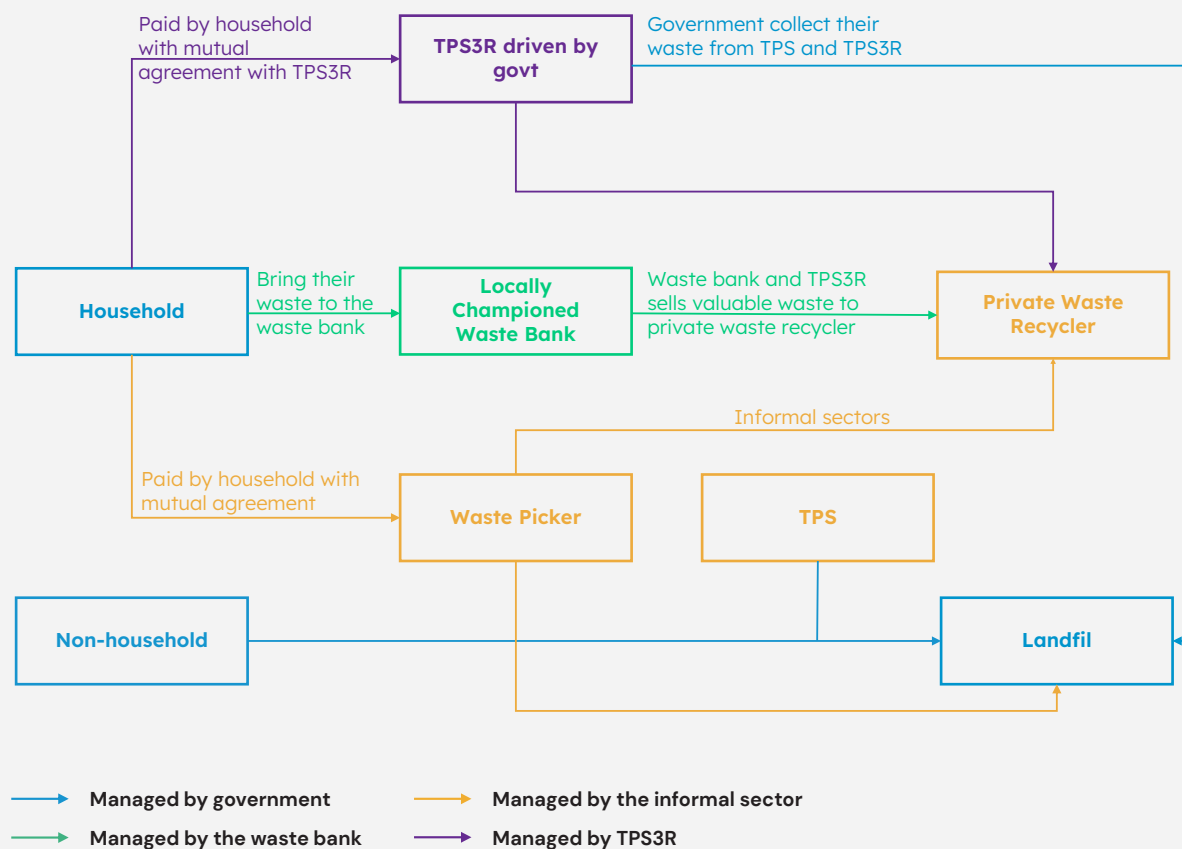 Paid by household
with mutual
agreement with TPS3R
TPS3R driven by
govt
Government collect their
waste from TPS and TPS3R
Household
Bring their
waste to the
waste bank
Locally
Championed
Waste Bank
Waste bank and TPS3R
sells valuable waste to
private waste recycler
Private Waste
Recycler
Informal sectors
Paid by household with
mutual agreement
Waste Picker
TPS
Non-household
Landfil
Managed by government
Managed by the informal sector
Managed by the waste bank
Managed by TPS3R